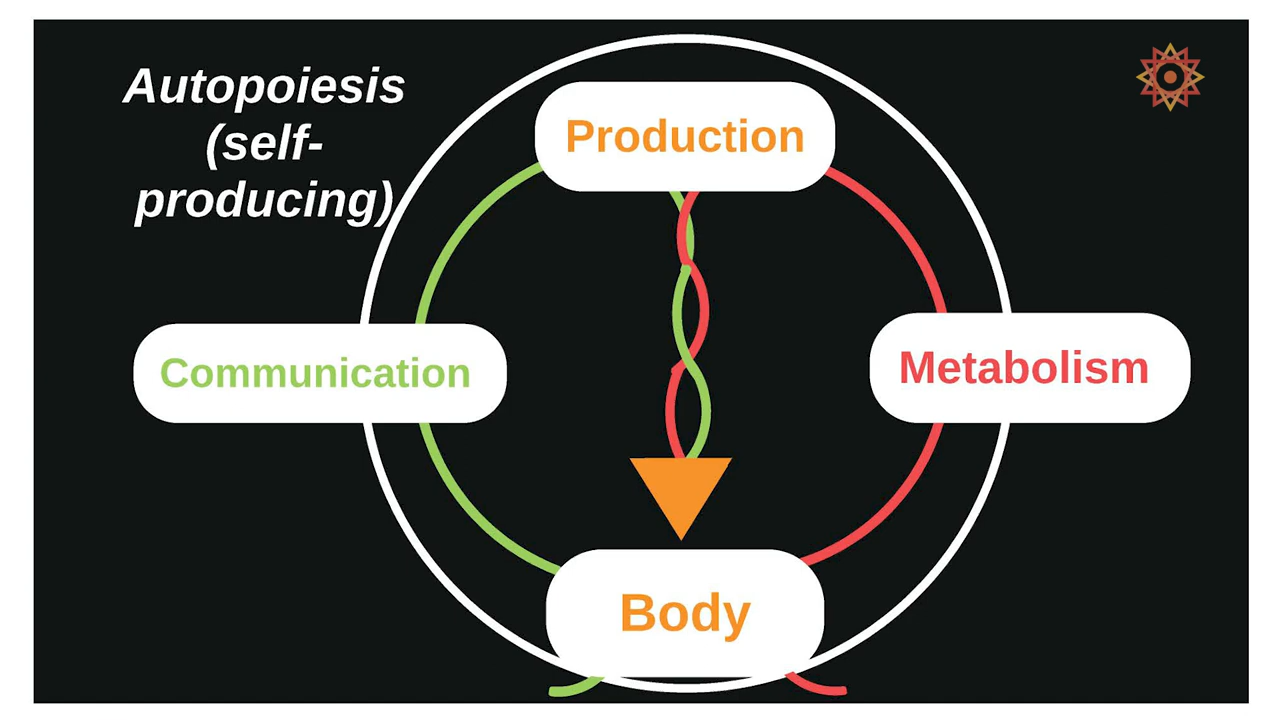 Autopoiesis
(self-
producing)
Production
Communication
Metabolism
Body